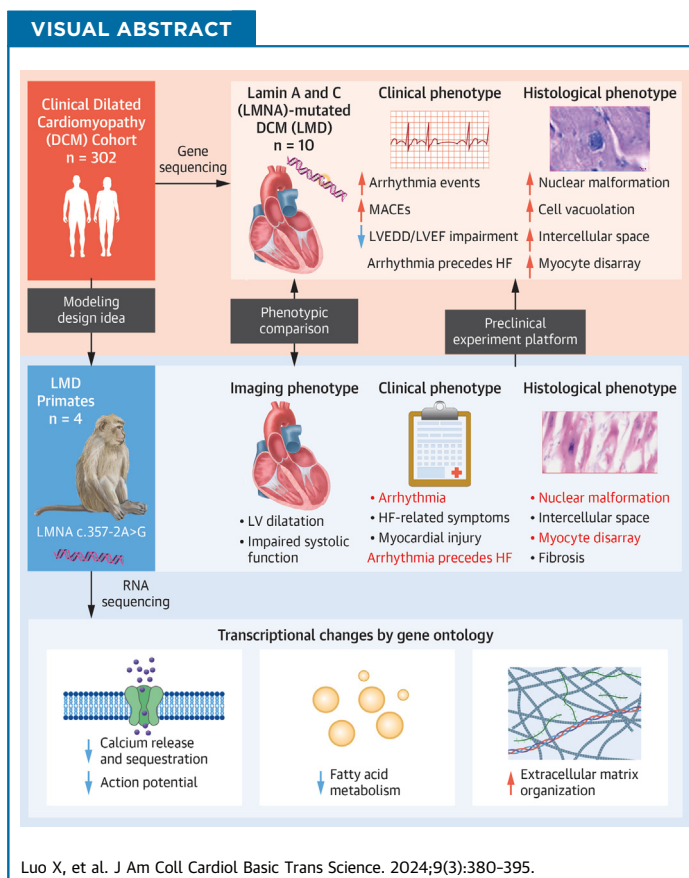 VISUAL ABSTRACT
Clinical Dilated
Cardiomyopathy
(DCM) Cohort
n = 302
Gene
sequencing
Lamin A and C
(LMNA)-mutated
DCM (LMD)
n = 10
Clinical phenotype
Arrhythmia events
MACEs
LVEDD/LVEF impairment
Arrhythmia precedes HF
Histological phenotype
Nuclear malformation
Cell vacuolation
Intercellular space
Myocyte disarray
Modeling
design idea
Phenotypic
comparison
Preclinical
experiment platform
LMD
Primates
n = 4
LMNA c.357-2A>G
Imaging phenotype
• LV dilatation
• Impaired systolic
function
Clinical phenotype
• Arrhythmia
• HF-related symptoms
• Myocardial injury
Arrhythmia precedes HF
Histological phenotype
• Nuclear malformation
• Intercellular space
• Myocyte disarray
• Fibrosis
RNA
sequencing
Transcriptional changes by gene ontology
Calcium release
and sequestration
Action potential
Fatty acid
metabolism
Extracellular matrix
organization
Luo X, et al. J Am Coll Cardiol Basic Trans Science. 2024;9(3):380-395.